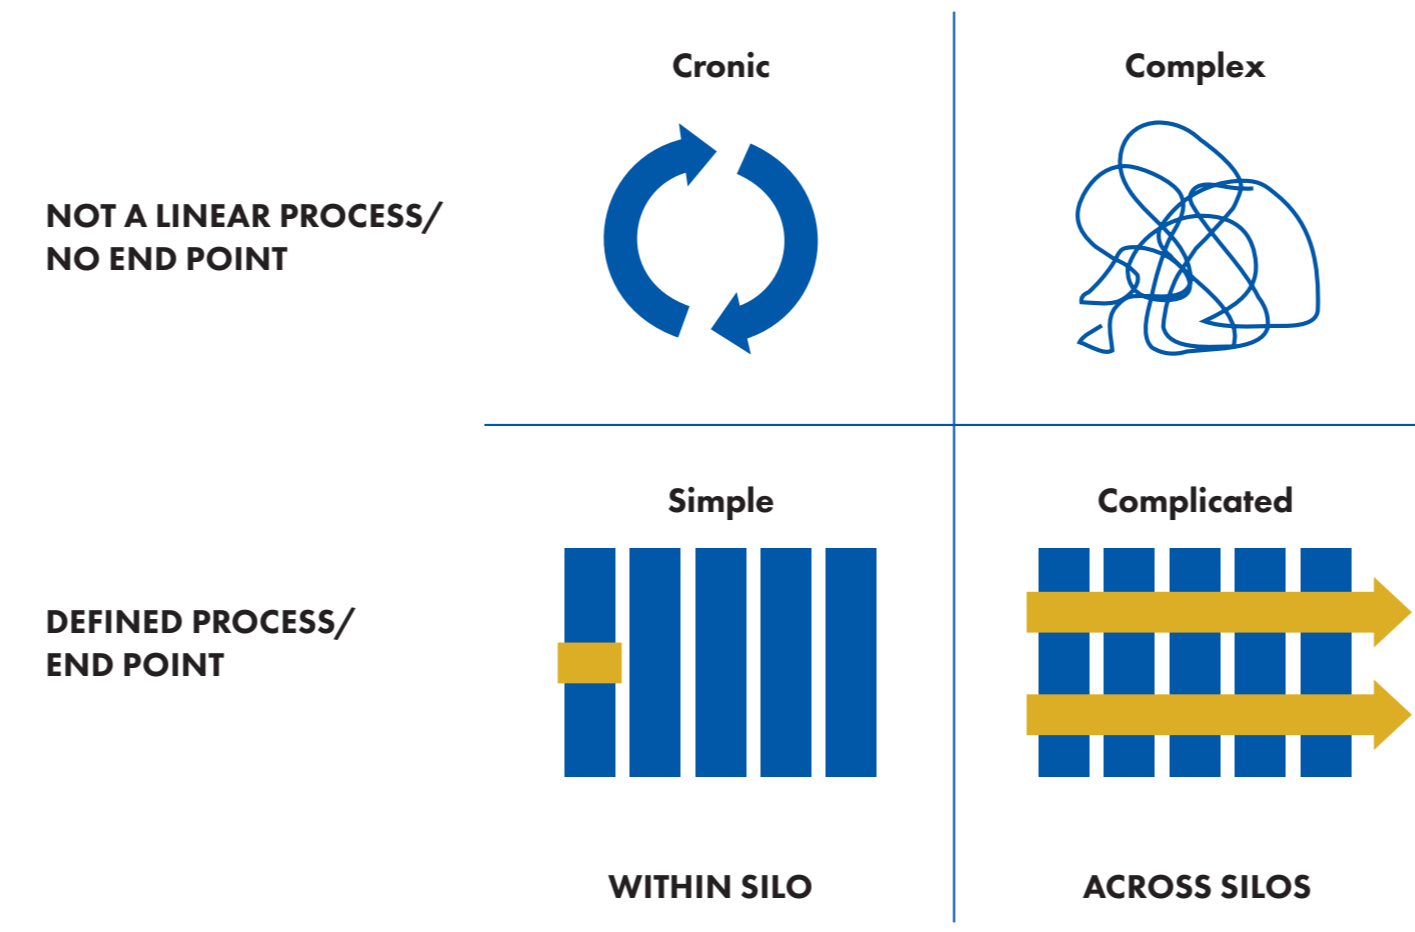 Cronic
Complex
NOT A LINEAR PROCESS/
NO END POINT
Simple
Complicated
DEFINED PROCESS/
END POINT
WITHIN SILO
ACROSS SILOS